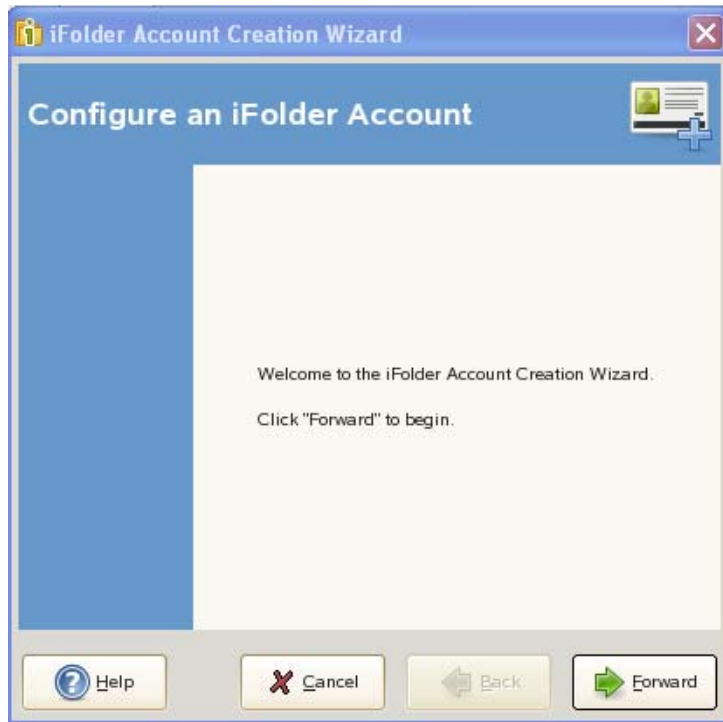 iFolder Account Creation Wizard
Configure an iFolder Account
Welcome to the iFolder Account Creation Wizard.
Click "Forward" to begin.
Help
Cancel
Back
Forward